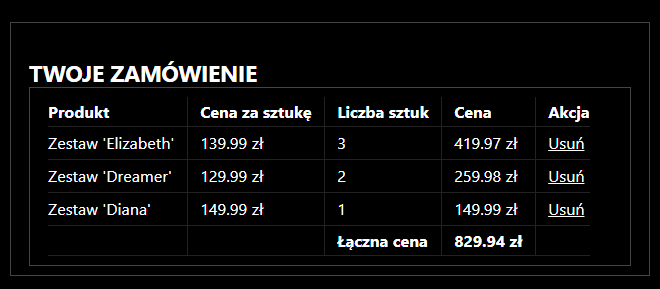 TWOJE ZAMÓWIENIE
Produkt Cena za sztukę Liczba sztuk Cena Akcja
Zestaw 'Elizabeth' 139.99 zł 3 419.97 zł Usuń
Zestaw 'Dreamer' 129.99 zł 2 259.98 zł Usuń
Zestaw 'Diana' 149.99 zł 1 149.99 zł Usuń
Łączna cena 829.94 zł